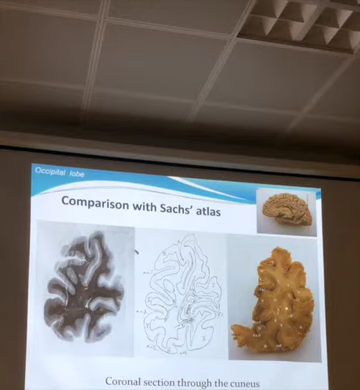 Occipital lobe
Comparison with Sachs' atlas
Coronal section through the cuneus